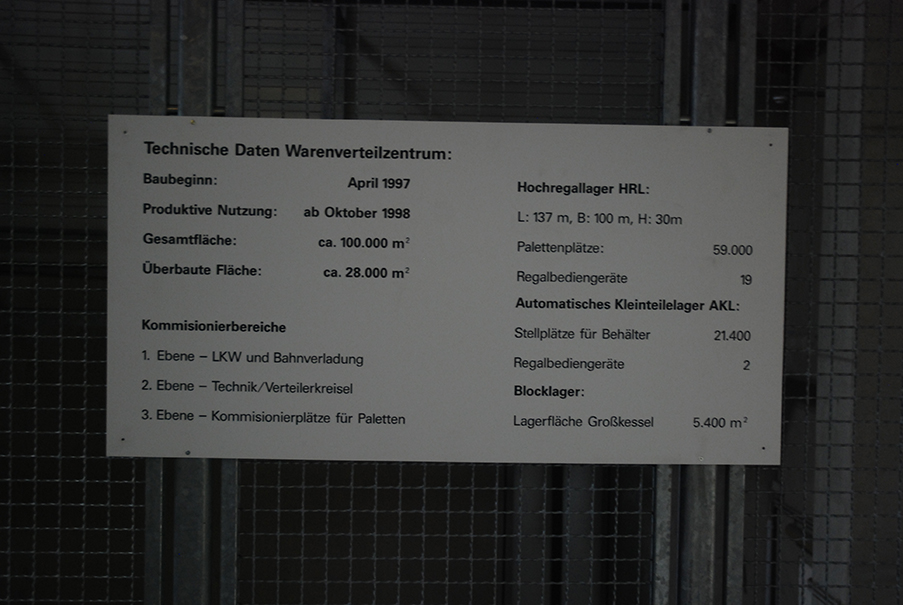 Technische Daten Warenverteilzentrum:
Baubeginn: April 1997
Produktive Nutzung: ab Oktober 1998
Gesamtfläche: ca. 100.000 m²
Überbaute Fläche: ca. 28.000 m²
Kommisionierbereiche
1. Ebene – LKW und Bahnverladung
2. Ebene – Technik/Verteilerkreisel
3. Ebene – Kommisionierplätze für Paletten
Hochregallager HRL:
L: 137 m, B: 100 m, H: 30m
Palettenplätze: 59.000
Regalbediengeräte 19
Automatisches Kleinteilelager AKL:
Stellplätze für Behälter 21.400
Regalbediengeräte 2
Blocklager:
Lagerfläche Großkessel 5.400 m²